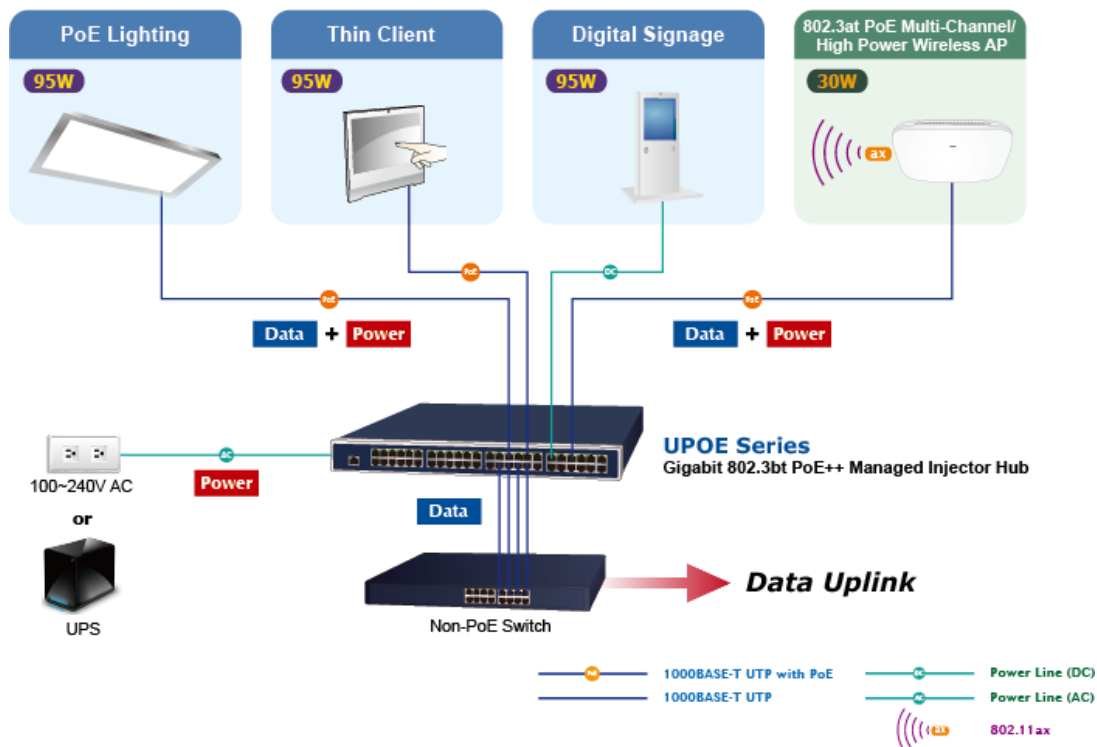 PoE Lighting
Thin Client
Digital Signage
802.3at PoE Multi-Channel/
High Power Wireless AP
95W
95W
95W
30W
ax
PoE
DC
PoE
PoE
Data + Power
Data + Power
UPOE Series
Gigabit 802.3bt PoE++ Managed Injector Hub
AC
Power
100~240V AC
or
UPS
Data
Data Uplink
Non-PoE Switch
PoE
1000BASE-T UTP with PoE
DC
Power Line (DC)
1000BASE-T UTP
AC
Power Line (AC)
ax
802.11ax